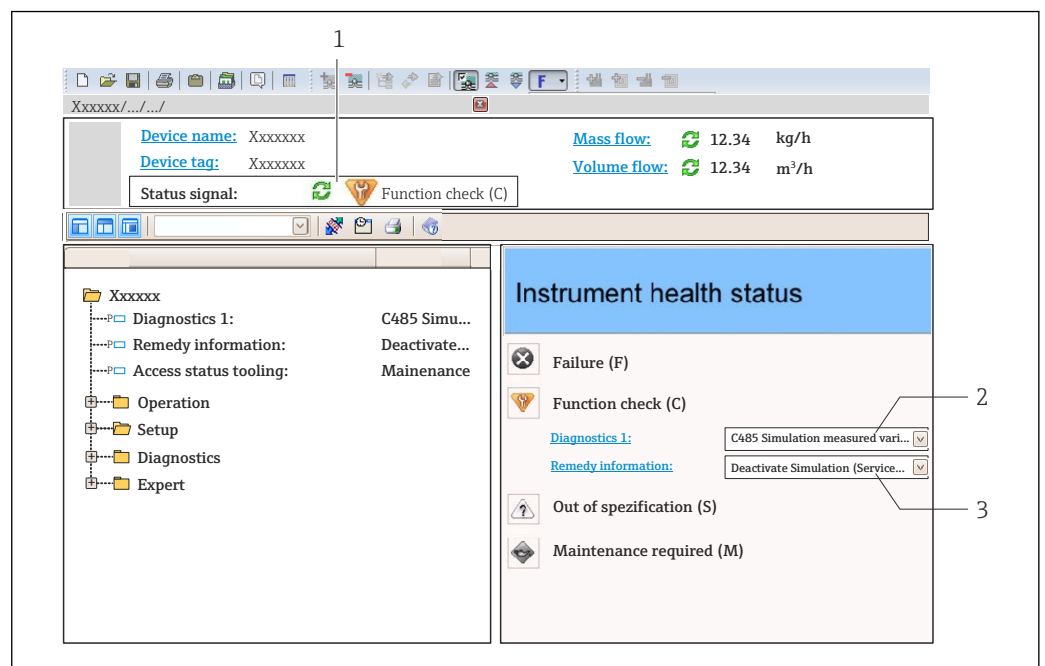 1
F
Xxxxxx/.../.../
Device name: Xxxxxxx
Mass flow: 12.34 kg/h
Device tag: Xxxxxxx
Volume flow: 12.34 m³/h
Status signal: Function check (C)
Xxxxxx
Instrument health status
P Diagnostics 1: C485 Simu...
P Remedy information: Deactivate...
P Access status tooling: Mainenance
Operation
Setup
Diagnostics
Expert
Failure (F)
Function check (C)
2
Diagnostics 1: C485 Simulation measured vari...
Remedy information: Deactivate Simulation (Service...
Out of spezification (S)
3
Maintenance required (M)